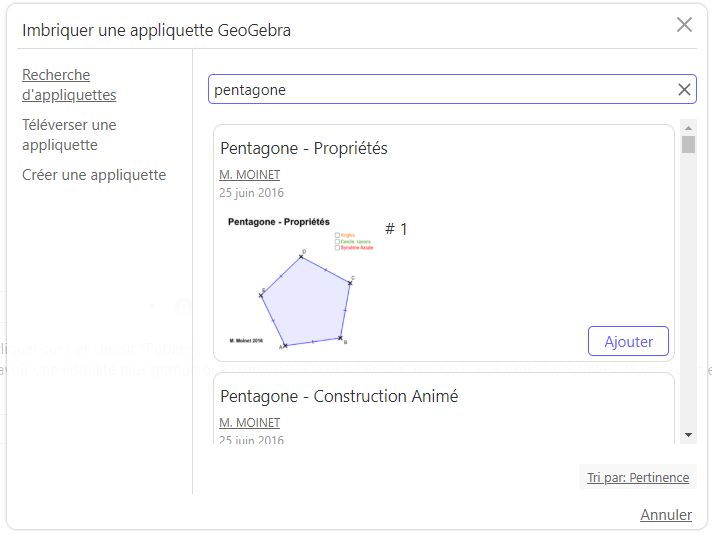 Imbriquer une appliquette GeoGebra
Recherche
d'appliquettes
Téléverser une
appliquette
Créer une appliquette
pentagone
Pentagone - Propriétés
M. MOINET
25 juin 2016
Pentagone - Propriétés
Angles
Cercle, rayons
Symétrie Axiale
# 1
D
C
E
B
A
M. Moinet 2016
Ajouter
Pentagone - Construction Animé
M. MOINET
25 juin 2016
Tri par: Pertinence
Annuler